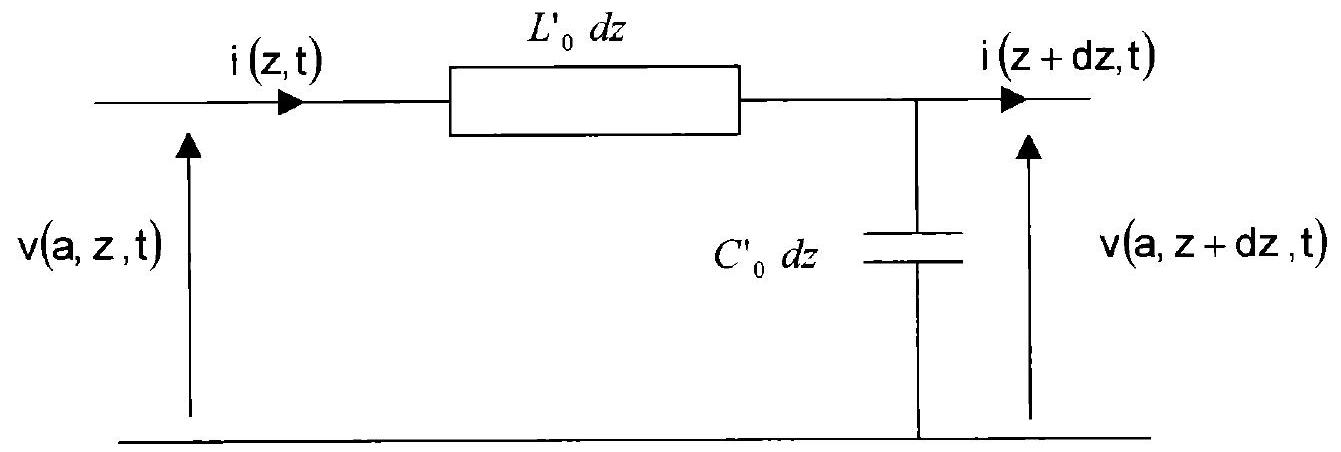 L'₀ dz
i(z,t)
i(z + dz,t)
v(a, z ,t)
C'₀ dz
v(a, z + dz ,t)